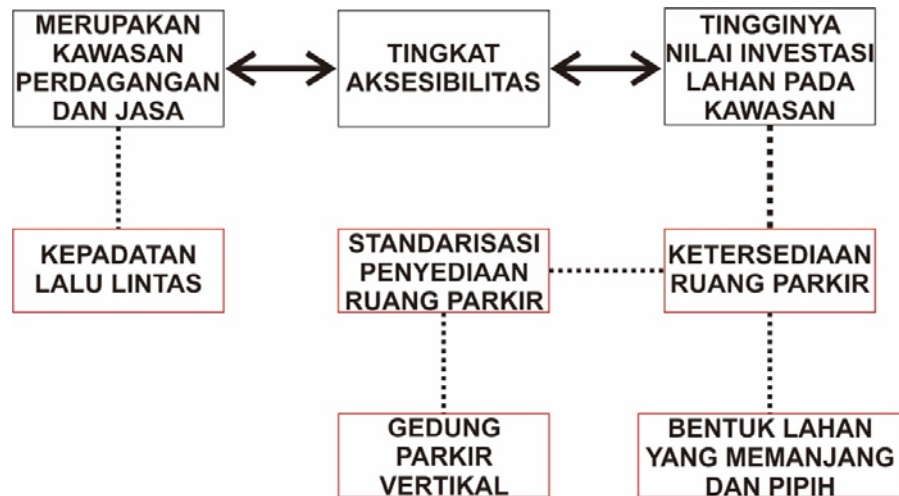 MERUPAKAN
KAWASAN
PERDAGANGAN
DAN JASA
TINGKAT
AKSESIBILITAS
TINGGINYA
NILAI INVESTASI
LAHAN PADA
KAWASAN
KEPADATAN
LALU LINTAS
STANDARISASI
PENYEDIAAN
RUANG PARKIR
KETERSEDIAAN
RUANG PARKIR
GEDUNG
PARKIR
VERTIKAL
BENTUK LAHAN
YANG MEMANJANG
DAN PIPIH